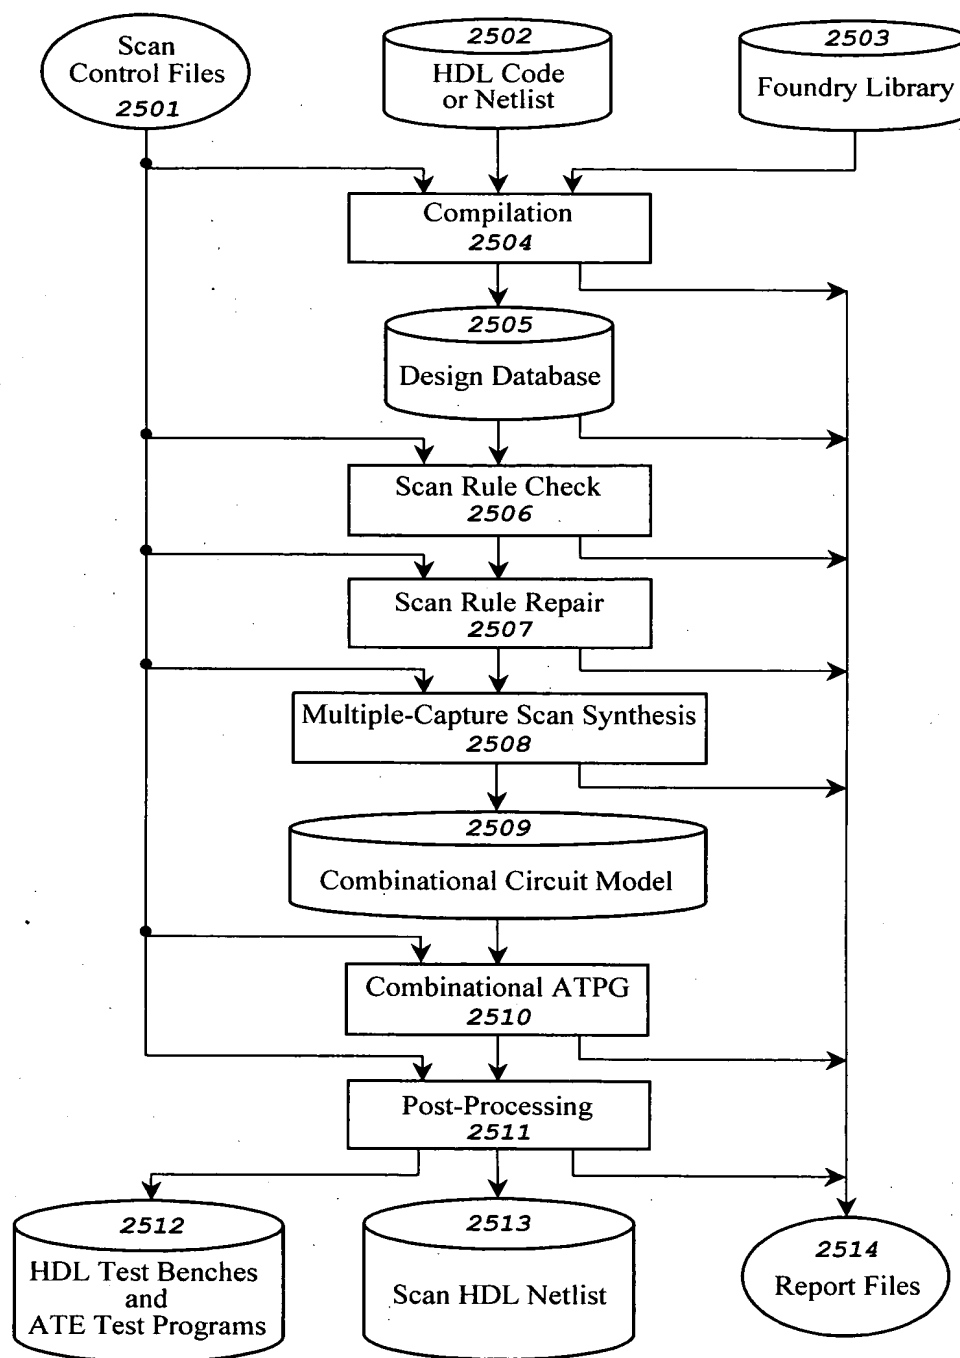 Scan
Control Files
2501
2502
HDL Code
or Netlist
2503
Foundry Library
Compilation
2504
2505
Design Database
Scan Rule Check
2506
Scan Rule Repair
2507
Multiple-Capture Scan Synthesis
2508
2509
Combinational Circuit Model
Combinational ATPG
2510
Post-Processing
2511
2512
HDL Test Benches
and
ATE Test Programs
2513
Scan HDL Netlist
2514
Report Files